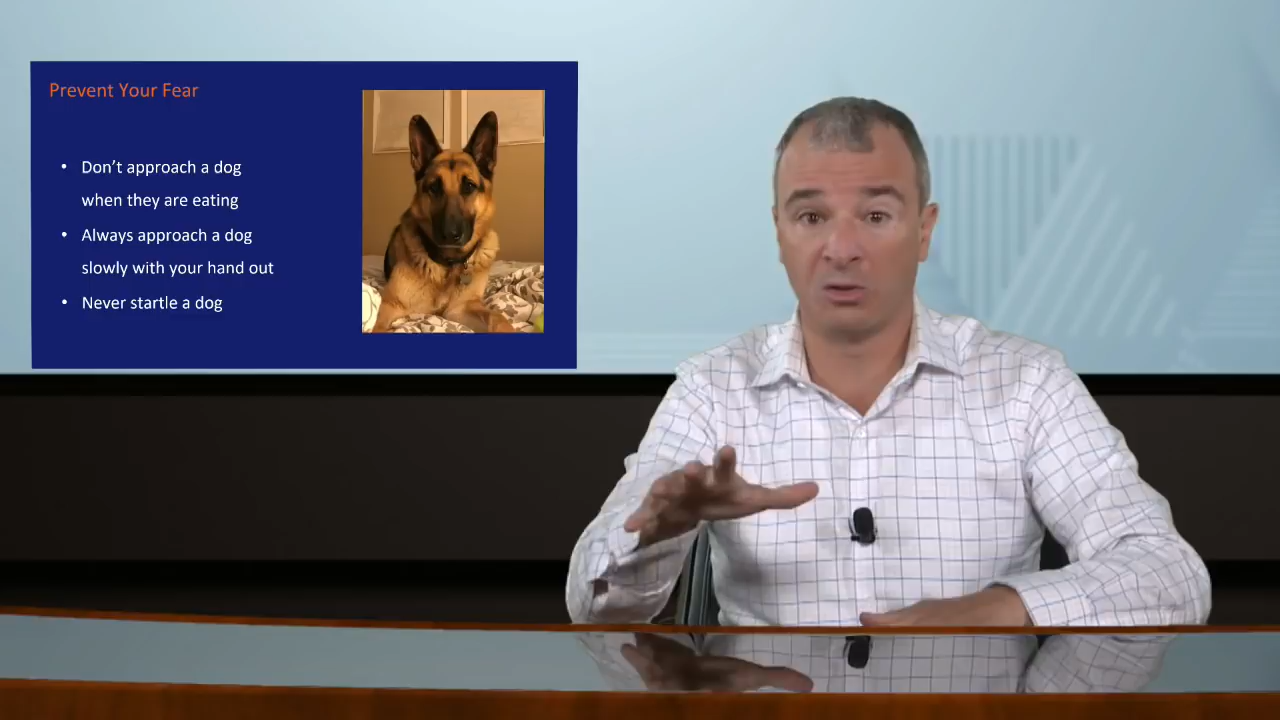 Prevent Your Fear
• Don’t approach a dog
when they are eating
• Always approach a dog
slowly with your hand out
• Never startle a dog